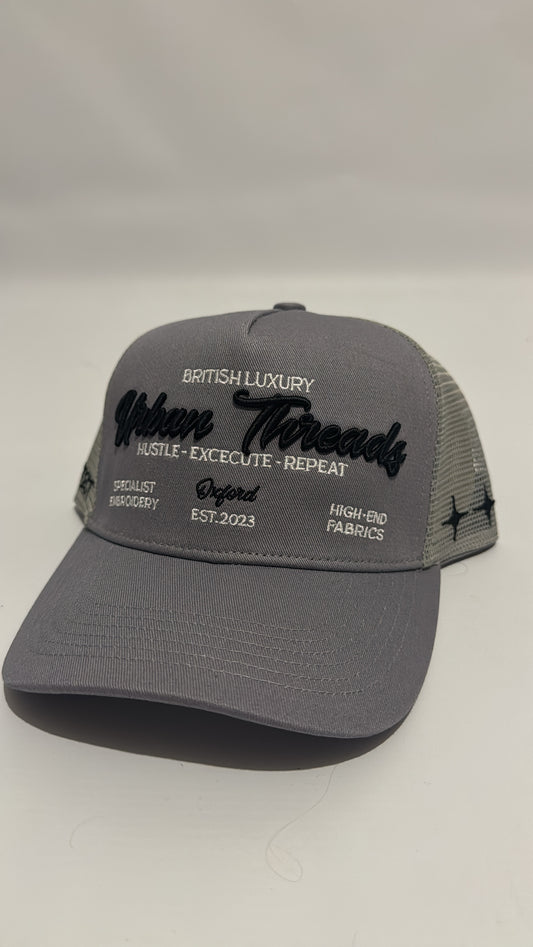 BRITISH LUXURY
Urban Threads
HUSTLE - EXCECUTE - REPEAT
SPECIALIST
EMBROIDERY
Oxford
EST.2023
HIGH-END
FABRICS